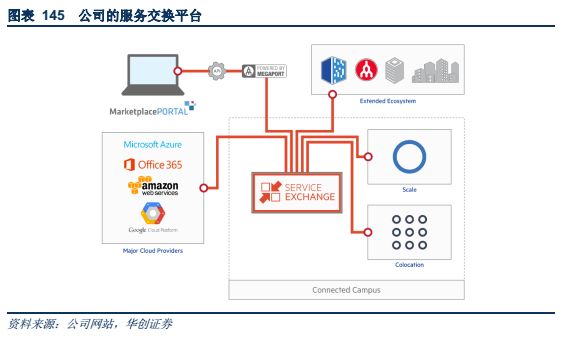 图表 145 公司的服务交换平台
API
POWERED BY
MEGAPORT
MarketplacePORTAL
Extended Ecosystem
Microsoft Azure
Office 365
amazon
web services
Google Cloud Platform
Major Cloud Providers
SERVICE
EXCHANGE
Scale
Colocation
Connected Campus
资料来源：公司网站，华创证券